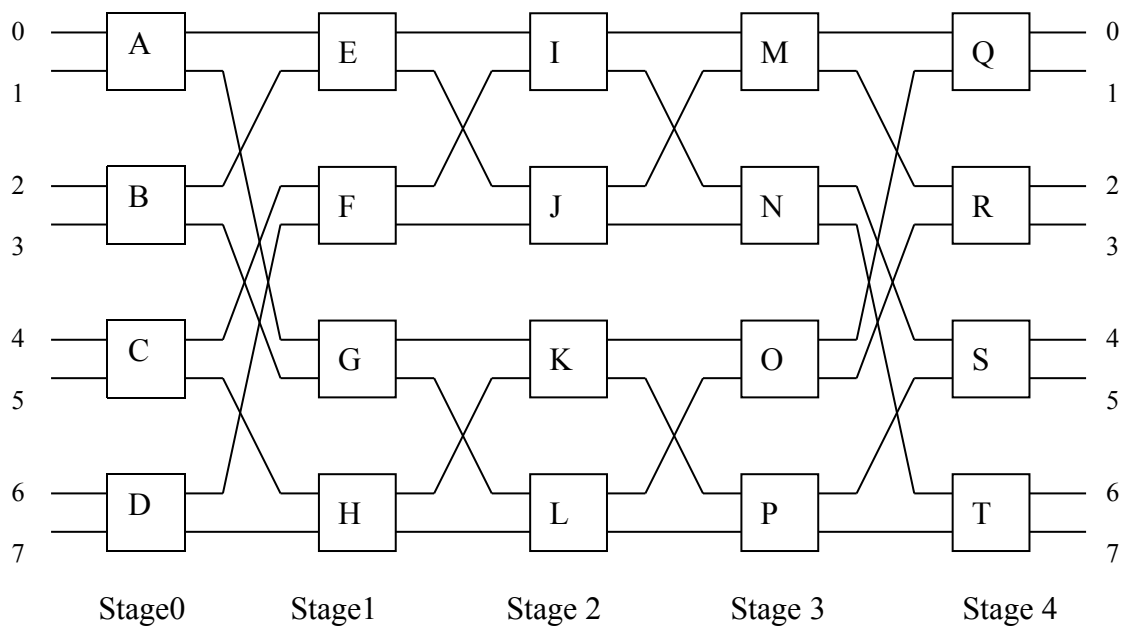 0 A E I M Q 0
1 1
2 B F J N R 2
3 3
4 C G K O S 4
5 5
6 D H L P T 6
7 7
Stage0 Stage1 Stage 2 Stage 3 Stage 4